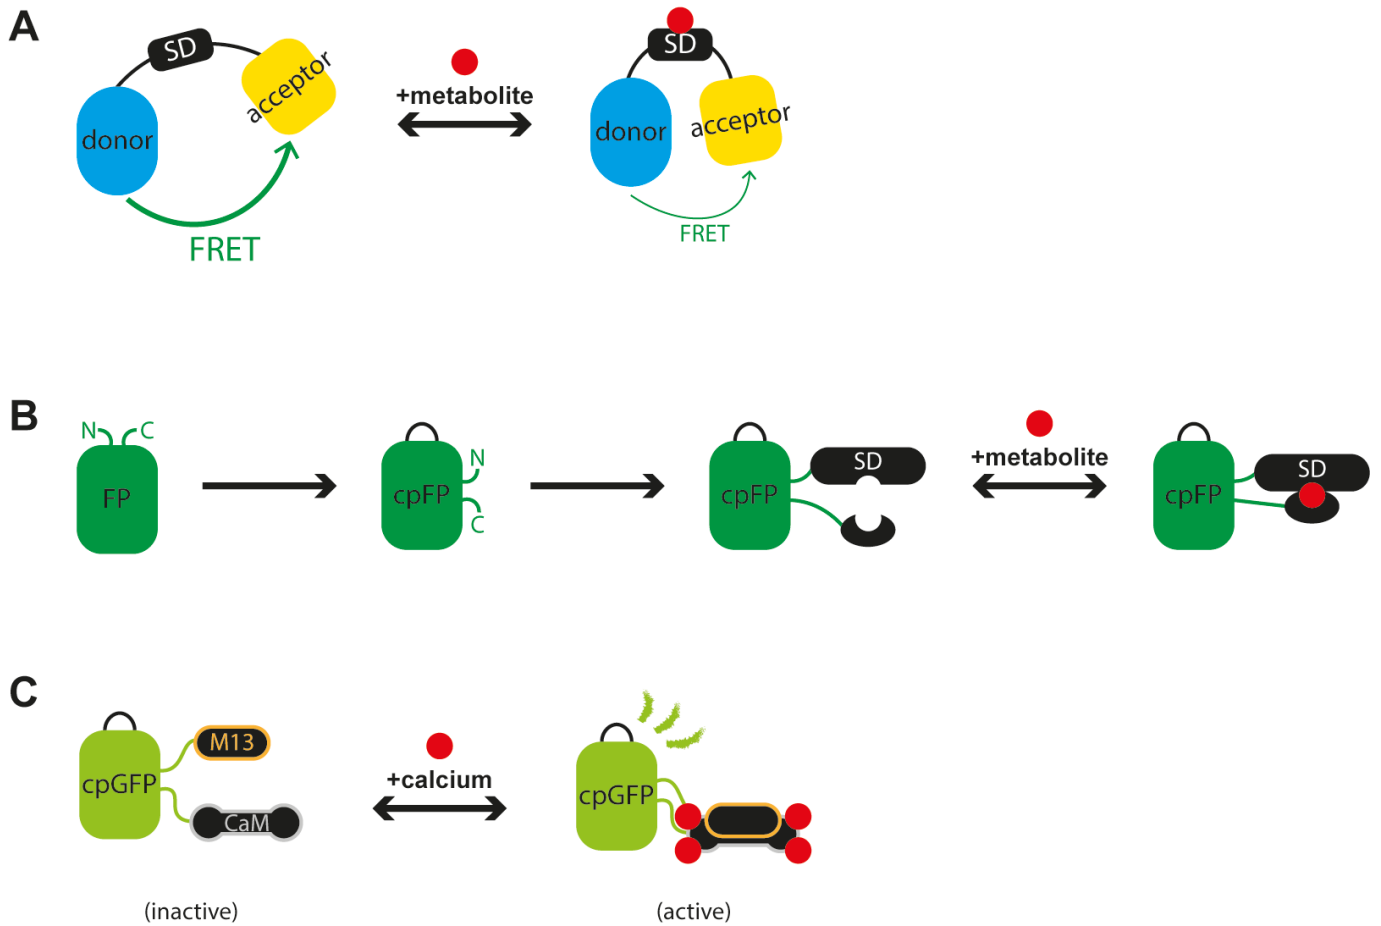 A
SD
donor
acceptor
FRET
+metabolite
SD
donor
acceptor
FRET
B
N C
FP
cpFP
N
C
cpFP
SD
+metabolite
cpFP
SD
C
cpGFP
M13
CaM
+calcium
cpGFP
(inactive)
(active)